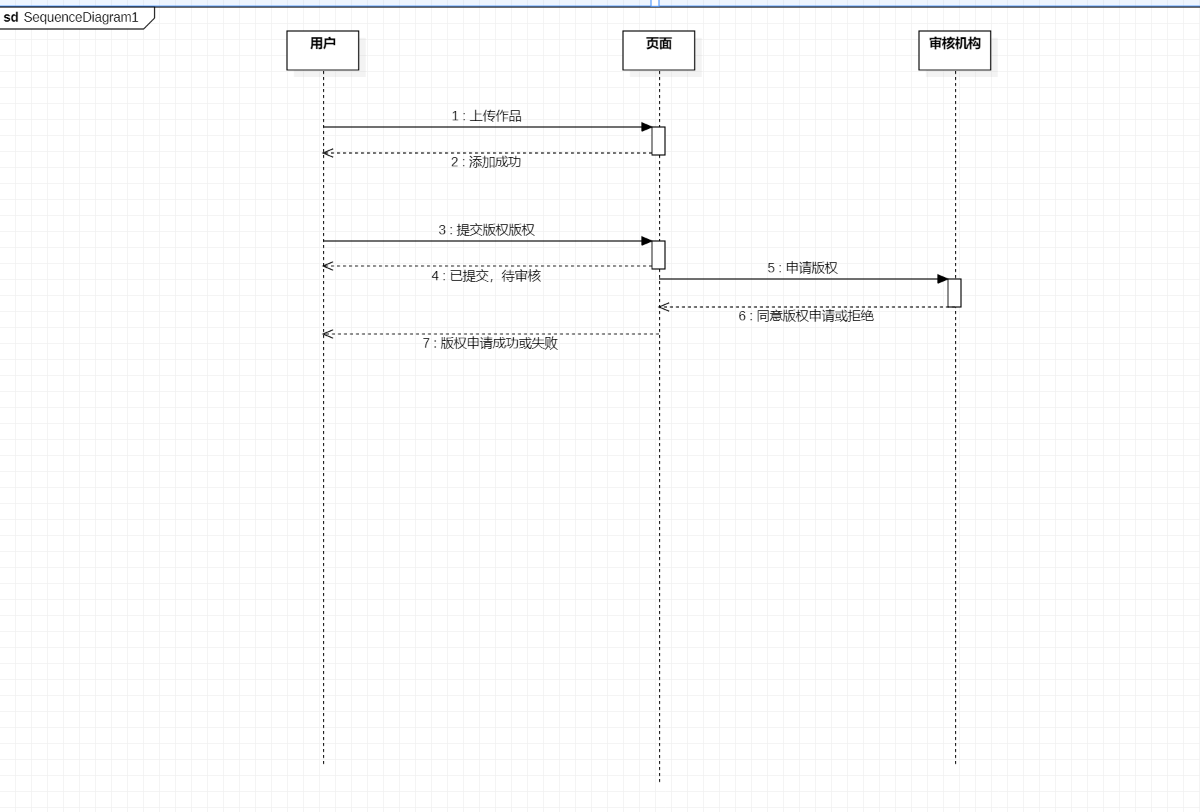 sd SequenceDiagram1
用户
页面
审核机构
1 : 上传作品
2 : 添加成功
3 : 提交版权版权
4 : 已提交，待审核
5 : 申请版权
6 : 同意版权申请或拒绝
7 : 版权申请成功或失败